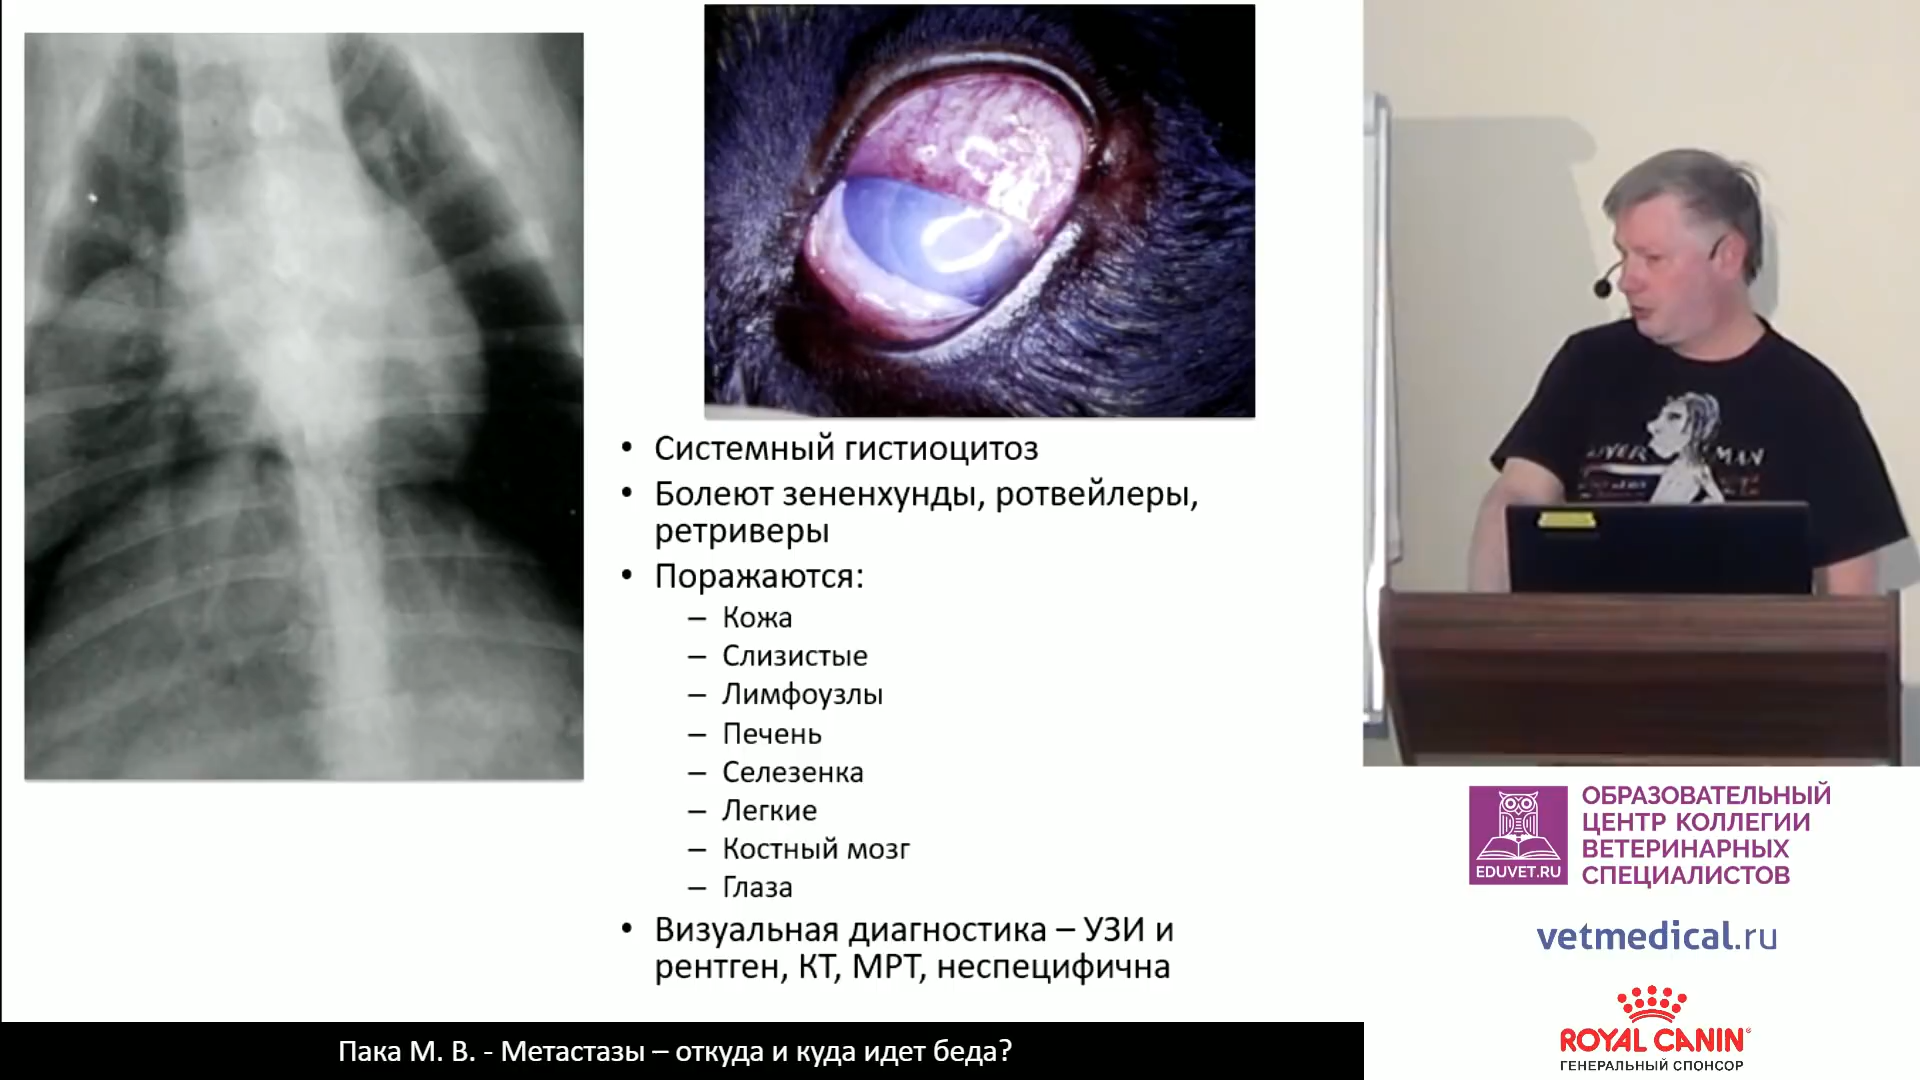 Системный гистиоцитоз
Болеют зененхунды, ротвейлеры,
ретриверы
Поражаются:
– Кожа
– Слизистые
– Лимфоузлы
– Печень
– Селезенка
– Легкие
– Костный мозг
– Глаза
Визуальная диагностика – УЗИ и
рентген, КТ, МРТ, неспецифична
Пака М. В. - Метастазы – откуда и куда идет беда?
MAN
EDUVET.RU
ОБРАЗОВАТЕЛЬНЫЙ
ЦЕНТР КОЛЛЕГИИ
ВЕТЕРИНАРНЫХ
СПЕЦИАЛИСТОВ
vetmedical.ru
ROYAL CANIN®
ГЕНЕРАЛЬНЫЙ СПОНСОР